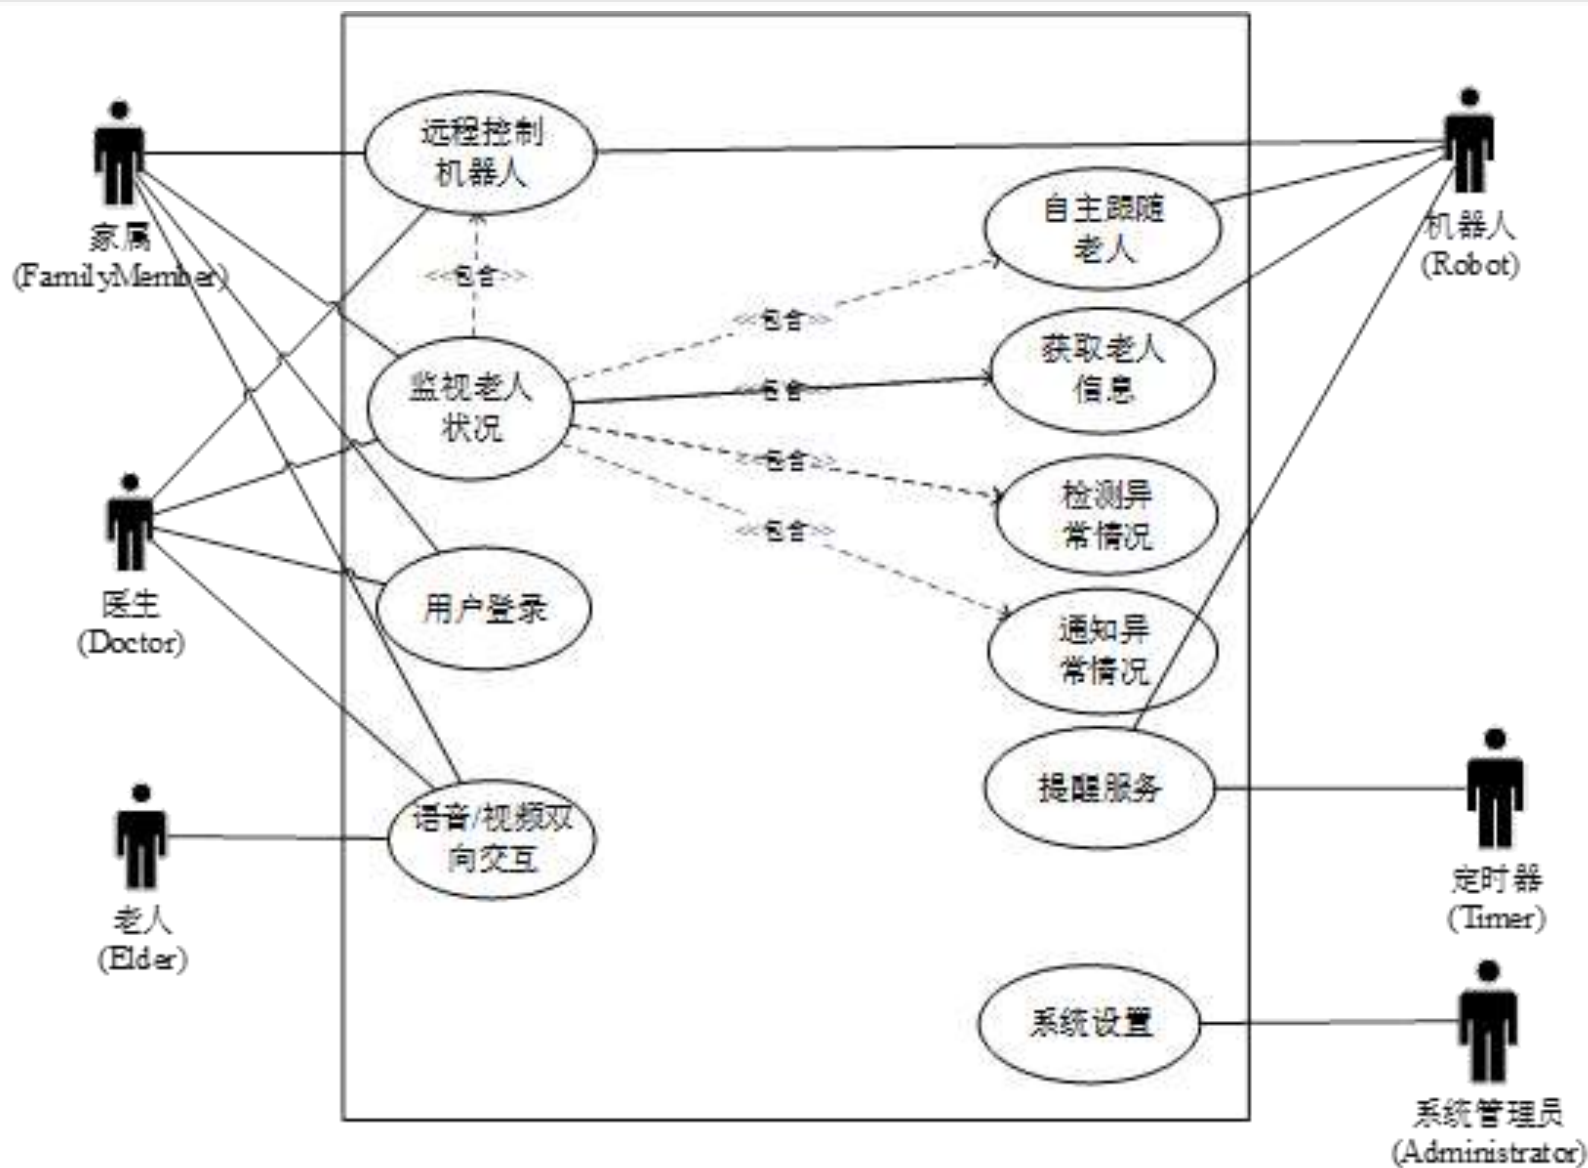 远程控制
机器人
家属
(FamilyMember)
自主跟随
老人
机器人
(Robot)
<<包含>>
<<包含>>
获取老人
信息
监视老人
状况
<<包含>>
<<包含>>
检测异
常情况
<<包含>>
医生
(Doctor)
用户登录
通知异
常情况
提醒服务
语音/视频双
向交互
定时器
(Timer)
老人
(Elder)
系统设置
系统管理员
(Administrator)